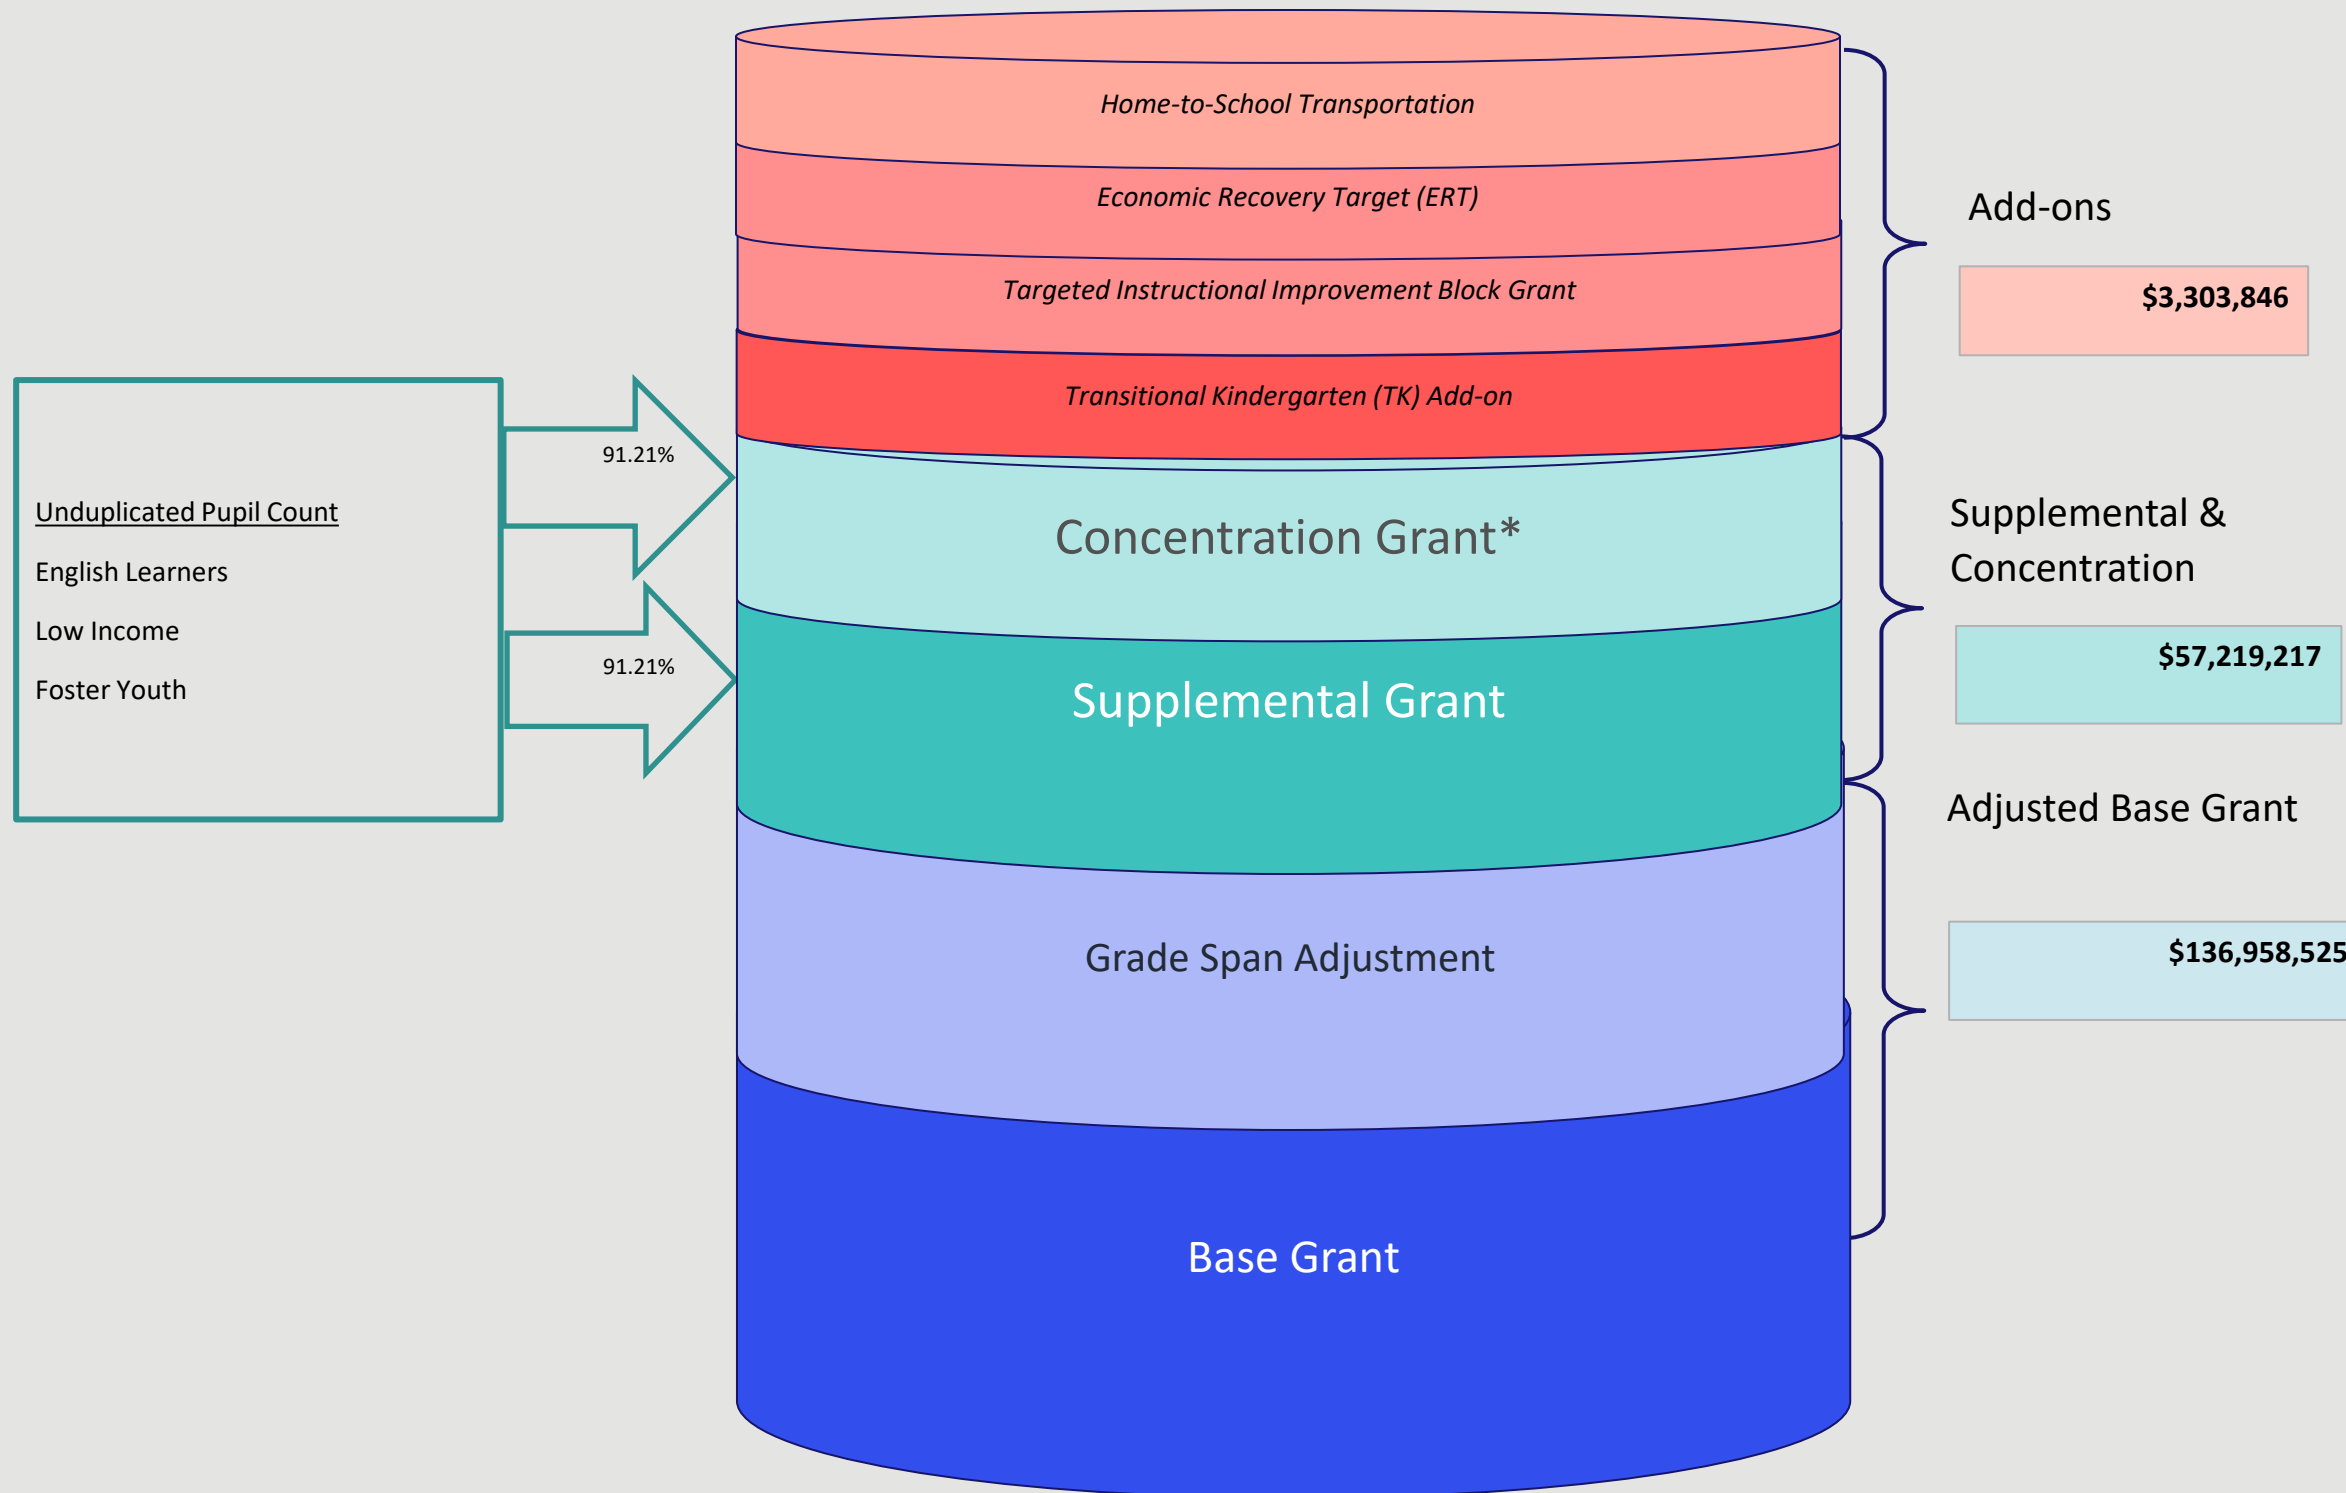 Home-to-School Transportation
Economic Recovery Target (ERT)
Targeted Instructional Improvement Block Grant
Transitional Kindergarten (TK) Add-on
Concentration Grant*
Supplemental Grant
Grade Span Adjustment
Base Grant
Unduplicated Pupil Count
English Learners
Low Income
Foster Youth
91.21%
91.21%
Add-ons
$3,303,846
Supplemental &
Concentration
$57,219,217
Adjusted Base Grant
$136,958,525